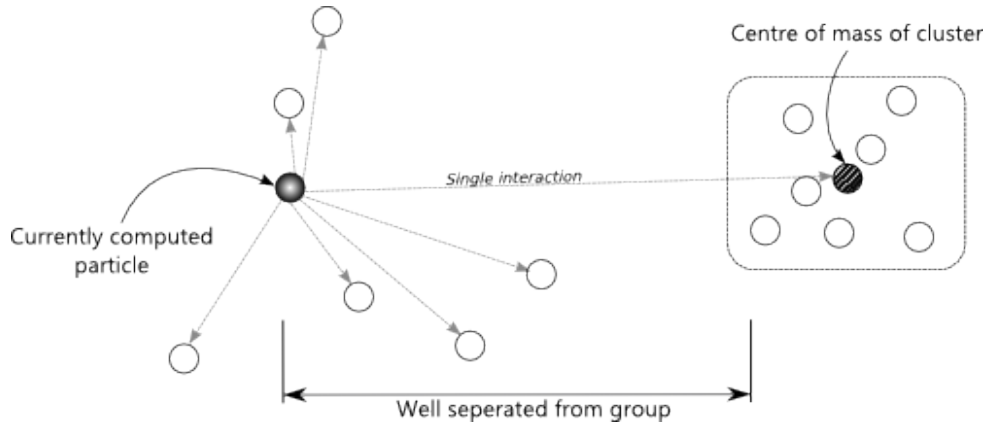 Centre of mass of cluster
Single interaction
Currently computed
particle
Well seperated from group